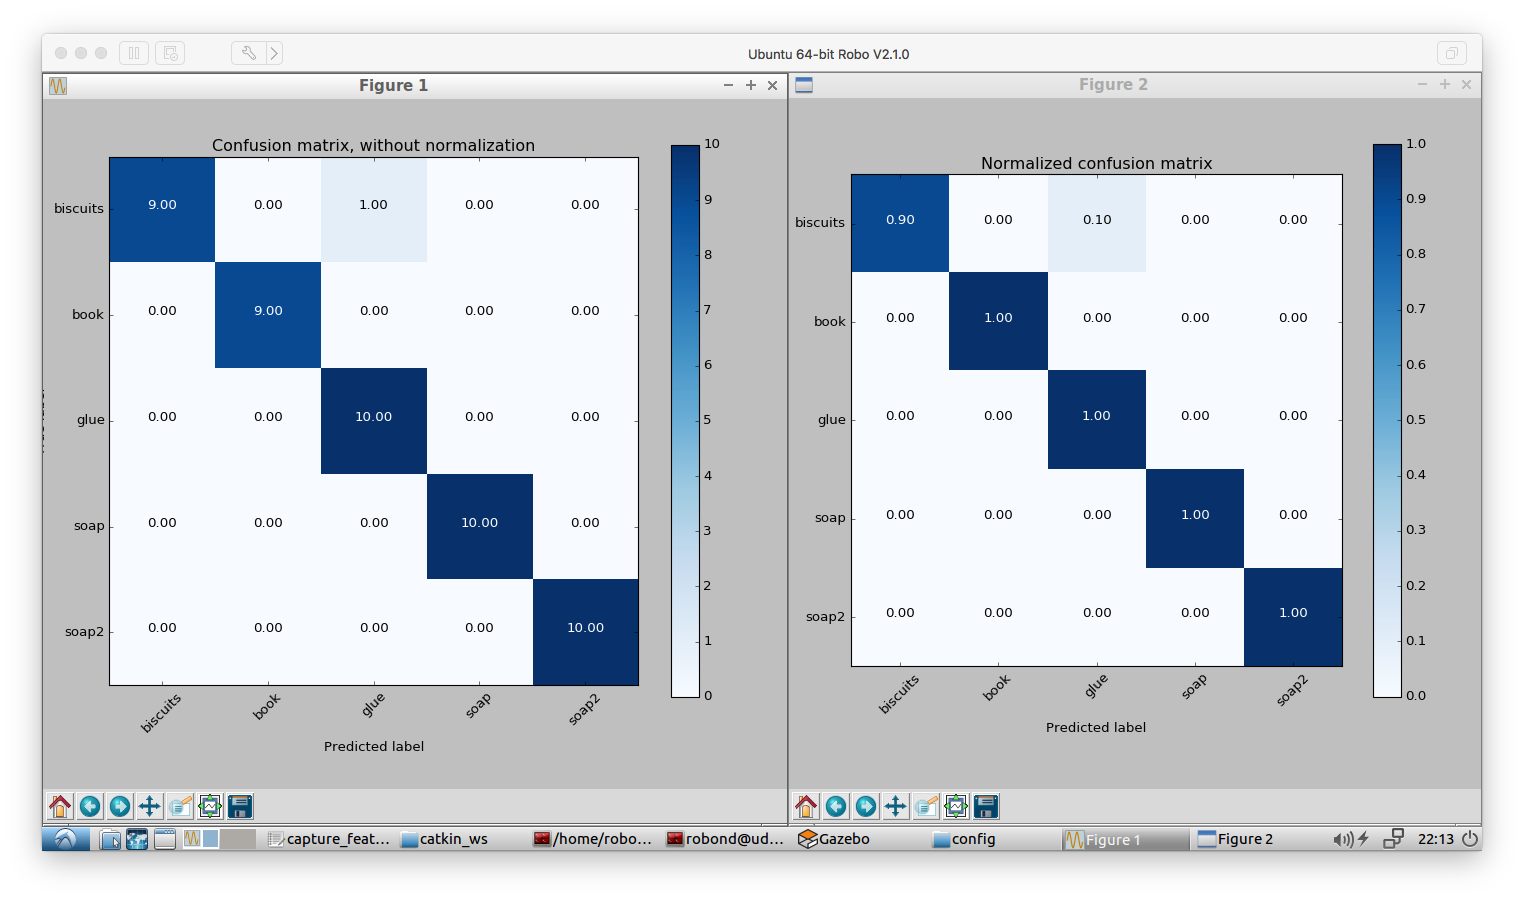 Ubuntu 64-bit Robo V2.1.0
Figure 1
Confusion matrix, without normalization
biscuits 9.00 0.00 1.00 0.00 0.00
book 0.00 9.00 0.00 0.00 0.00
glue 0.00 0.00 10.00 0.00 0.00
soap 0.00 0.00 0.00 10.00 0.00
soap2 0.00 0.00 0.00 0.00 10.00
biscuits book glue soap soap2
Predicted label
10
9
8
7
6
5
4
3
2
1
0
Figure 2
Normalized confusion matrix
biscuits 0.90 0.00 0.10 0.00 0.00
book 0.00 1.00 0.00 0.00 0.00
glue 0.00 0.00 1.00 0.00 0.00
soap 0.00 0.00 0.00 1.00 0.00
soap2 0.00 0.00 0.00 0.00 1.00
biscuits book glue soap soap2
Predicted label
1.0
0.9
0.8
0.7
0.6
0.5
0.4
0.3
0.2
0.1
0.0
capture_feat... catkin_ws /home/robo... robond@ud... Gazebo config Figure 1 Figure 2 22:13